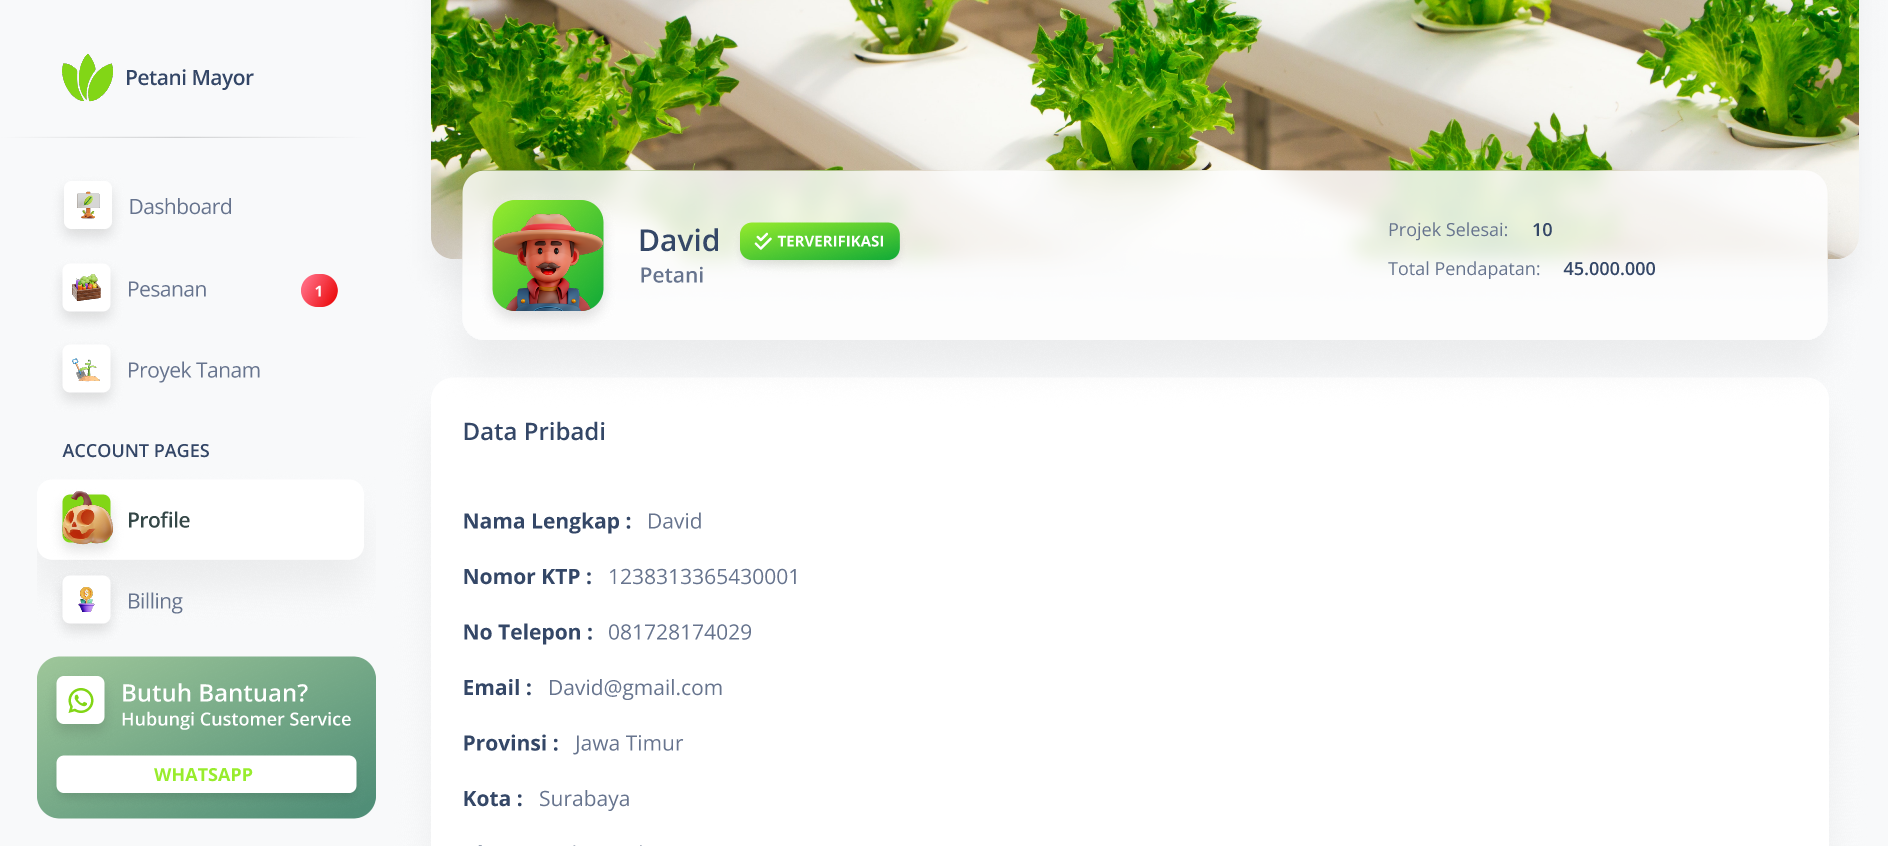 Petani Mayor
Dashboard
Pesanan 1
Proyek Tanam
ACCOUNT PAGES
Profile
Billing
Butuh Bantuan?
Hubungi Customer Service
WHATSAPP
David TERVERIFIKASI
Petani
Projek Selesai: 10
Total Pendapatan: 45.000.000
Data Pribadi
Nama Lengkap : David
Nomor KTP : 1238313365430001
No Telepon : 081728174029
Email : David@gmail.com
Provinsi : Jawa Timur
Kota : Surabaya